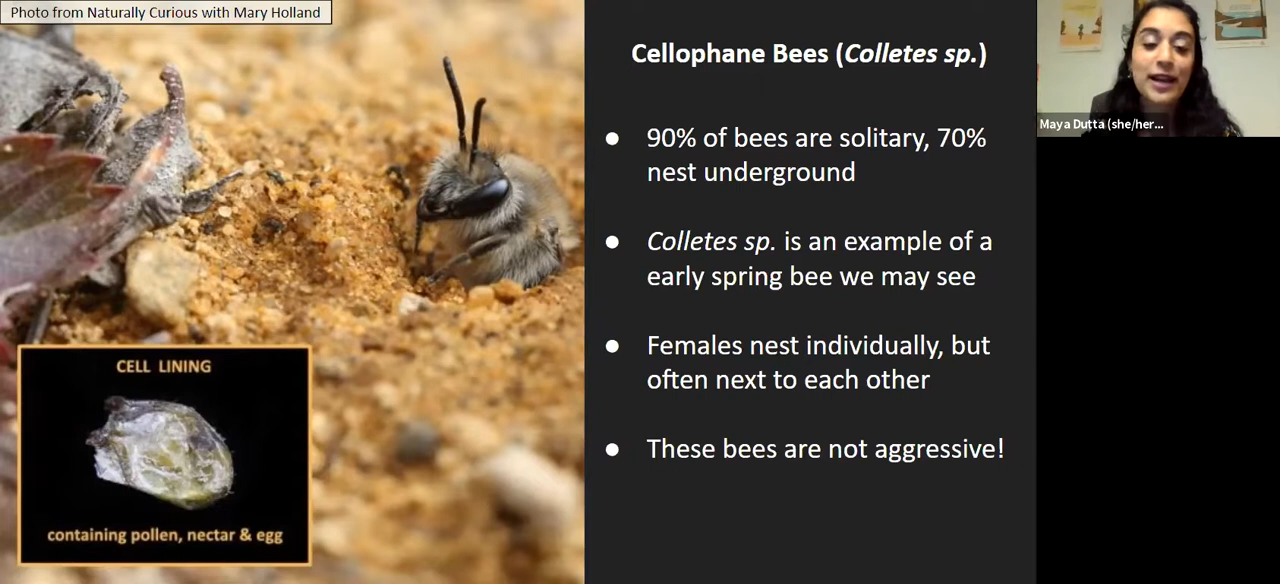 Photo from Naturally Curious with Mary Holland
Cellophane Bees (Colletes sp.)
● 90% of bees are solitary, 70%
nest underground
● Colletes sp. is an example of a
early spring bee we may see
● Females nest individually, but
often next to each other
● These bees are not aggressive!
CELL LINING
containing pollen, nectar & egg
Maya Dutta (she/her...